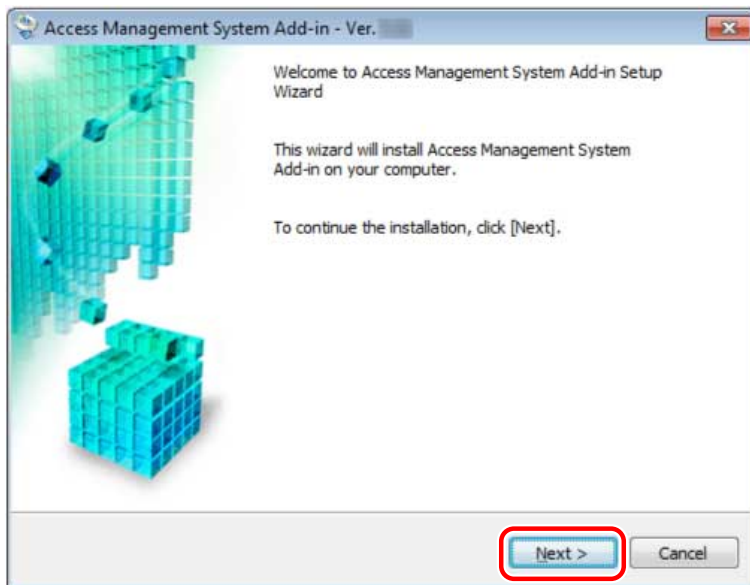 Access Management System Add-in - Ver.
Welcome to Access Management System Add-in Setup
Wizard
This wizard will install Access Management System
Add-in on your computer.
To continue the installation, click [Next].
Next >
Cancel